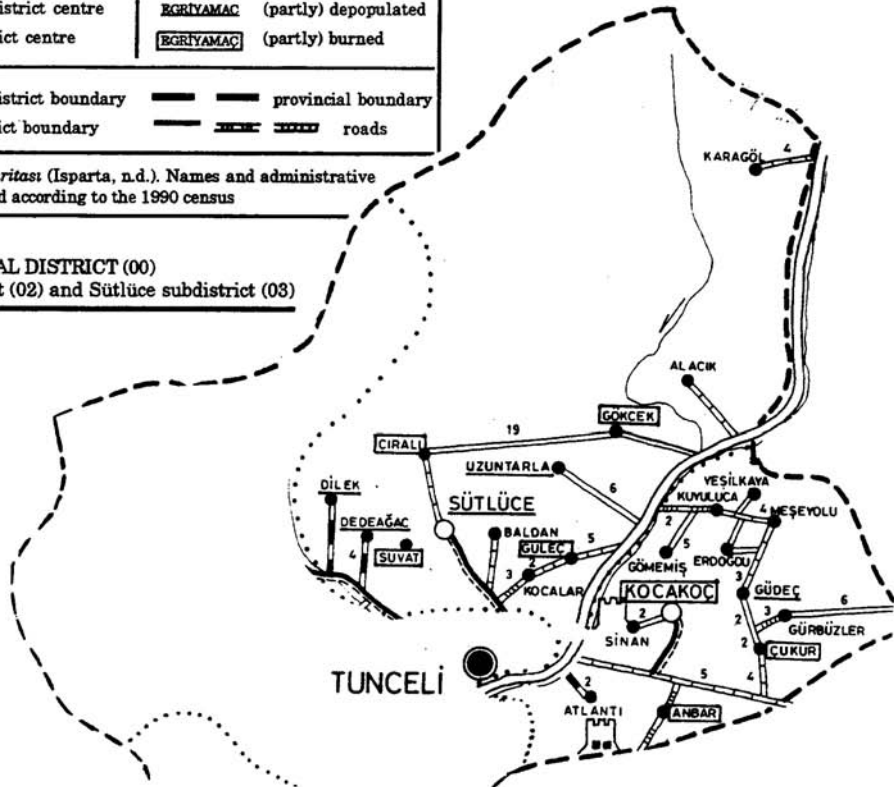 istrict centre EGRİYAMAÇ (partly) depopulated
ict centre EGRİYAMAÇ (partly) burned
istrict boundary provincial boundary
ict boundary roads
ritası (Isparta, n.d.). Names and administrative
d according to the 1990 census
AL DISTRICT (00)
t (02) and Sütlüce subdistrict (03)
KARAGÖL
4
ALACIK
GÖKCEK
19
ÇIRALI
UZUNTARLA
6
DİLEK
SÜTLÜCE
YEŞİLKAYA
KUYULUCA
2
4
MEŞEYOLU
DEDEAĞAC
4
SUVAT
BALDAN
GÜLEÇ
5
2
3
KOCALAR
GÖMEMİŞ
5
ERDOĞDU
3
KOCAKOÇ
GÜDEÇ
2
SİNAN
2
3
6
GÜRBÜZLER
2
ÇUKUR
4
TUNCELİ
5
2
ATLANTI
ANBAR